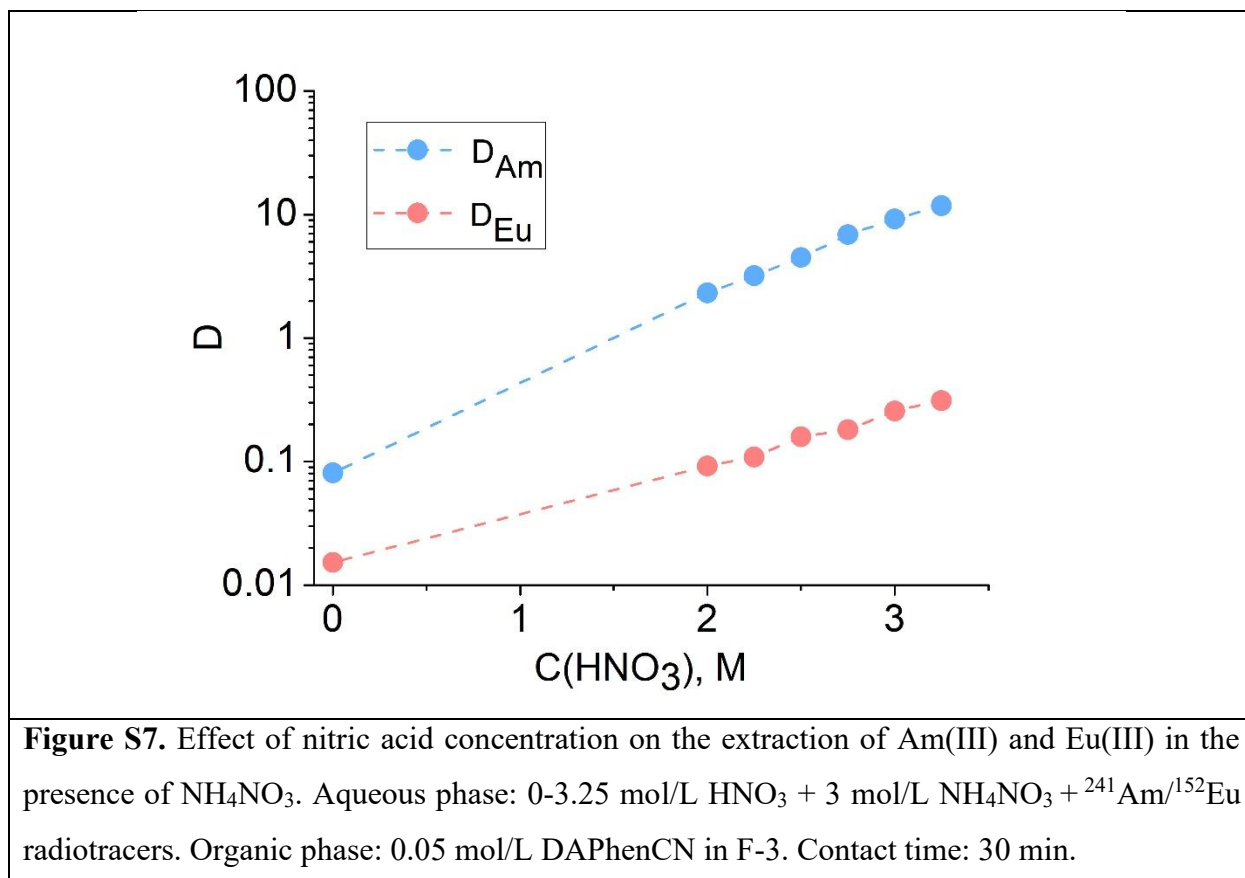 100
10
1
0.1
0.01
D
D_Am
D_Eu
0 1 2 3
C(HNO₃), M
Figure S7. Effect of nitric acid concentration on the extraction of Am(III) and Eu(III) in the
presence of NH₄NO₃. Aqueous phase: 0-3.25 mol/L HNO₃ + 3 mol/L NH₄NO₃ + ²⁴¹Am/¹⁵²Eu
radiotracers. Organic phase: 0.05 mol/L DAPhenCN in F-3. Contact time: 30 min.